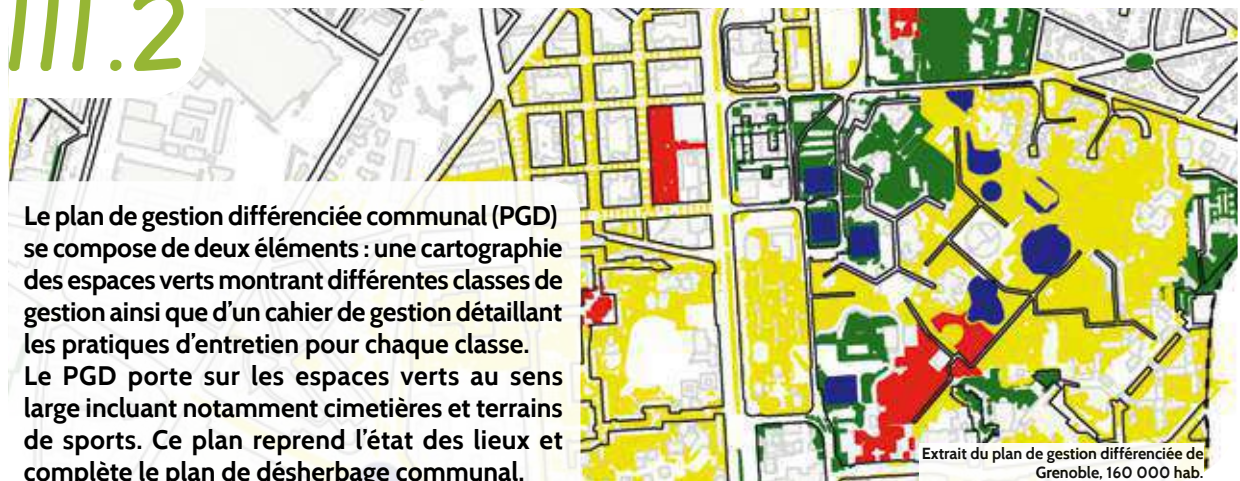 III.2
Le plan de gestion différenciée communal (PGD)
se compose de deux éléments : une cartographie
des espaces verts montrant différentes classes de
gestion ainsi que d'un cahier de gestion détaillant
les pratiques d'entretien pour chaque classe.
Le PGD porte sur les espaces verts au sens
large incluant notamment cimetières et terrains
de sports. Ce plan reprend l'état des lieux et
complète le plan de désherbage communal.
Extrait du plan de gestion différenciée de
Grenoble, 160 000 hab.